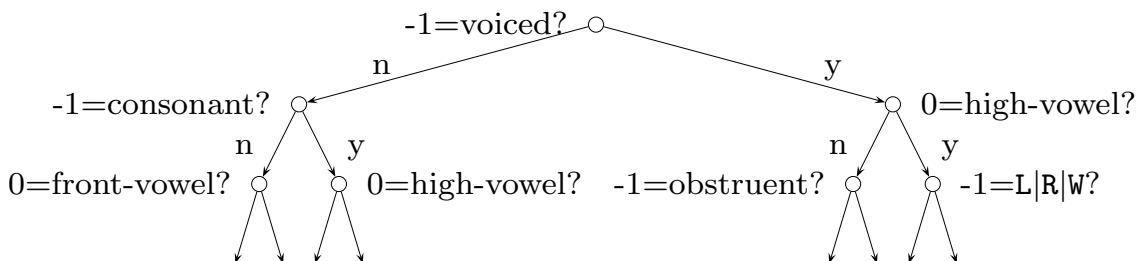 -1=voiced?
n y
-1=consonant? 0=high-vowel?
n y n y
0=front-vowel? 0=high-vowel? -1=obstruent? -1=L|R|W?